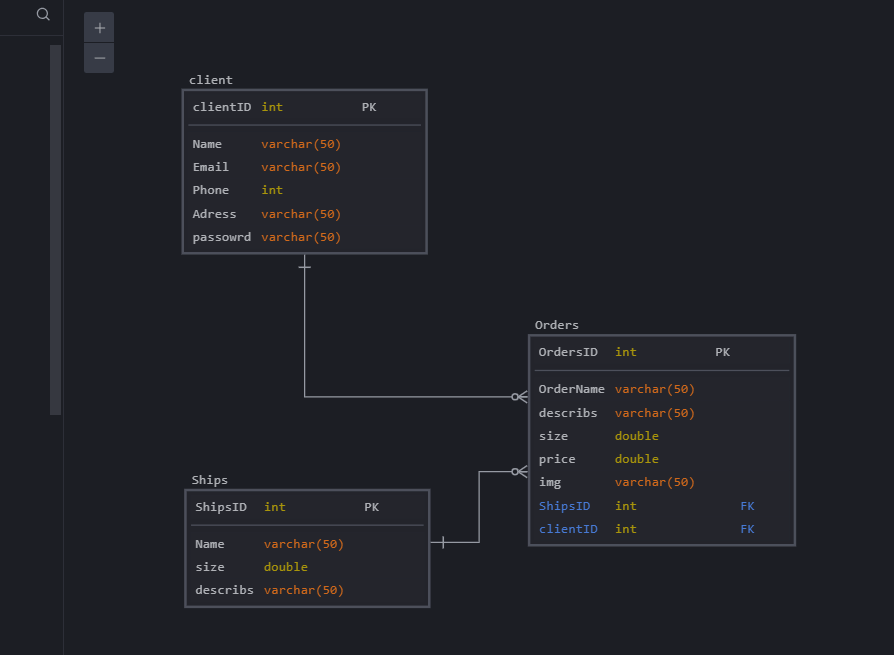 client
clientID int PK
Name varchar(50)
Email varchar(50)
Phone int
Adress varchar(50)
passowrd varchar(50)
Orders
OrdersID int PK
OrderName varchar(50)
describs varchar(50)
size double
price double
img varchar(50)
ShipsID int FK
clientID int FK
Ships
ShipsID int PK
Name varchar(50)
size double
describs varchar(50)